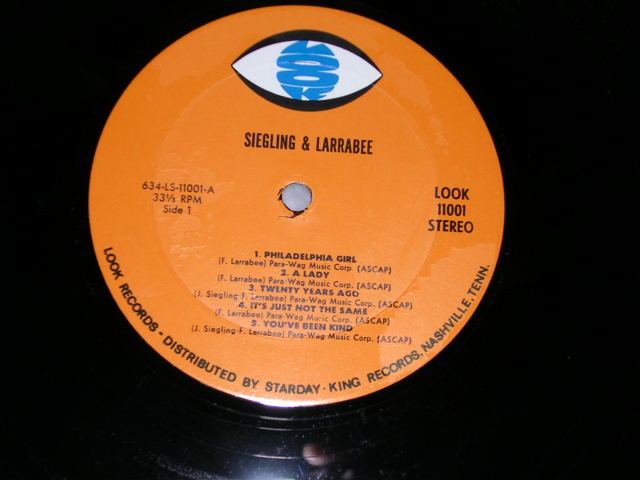 LOOK
SIEGLING & LARRABEE
634-LS-11001-A
33⅓ RPM
Side 1
LOOK
11001
STEREO
1. PHILADELPHIA GIRL
(F. Larrabee) Para-Wag Music Corp. (ASCAP)
2. A LADY
(F. Larrabee) Para-Wag Music Corp. (ASCAP)
3. TWENTY YEARS AGO
(J. Siegling-F. Larrabee) Para-Wag Music Corp. (ASCAP)
4. IT'S JUST NOT THE SAME
(F. Larrabee) Para-Wag Music Corp. (ASCAP)
5. YOU'VE BEEN KIND
(J. Siegling-F. Larrabee) Para-Wag Music Corp. (ASCAP)
LOOK RECORDS - DISTRIBUTED BY STARDAY-KING RECORDS, NASHVILLE, TENN.